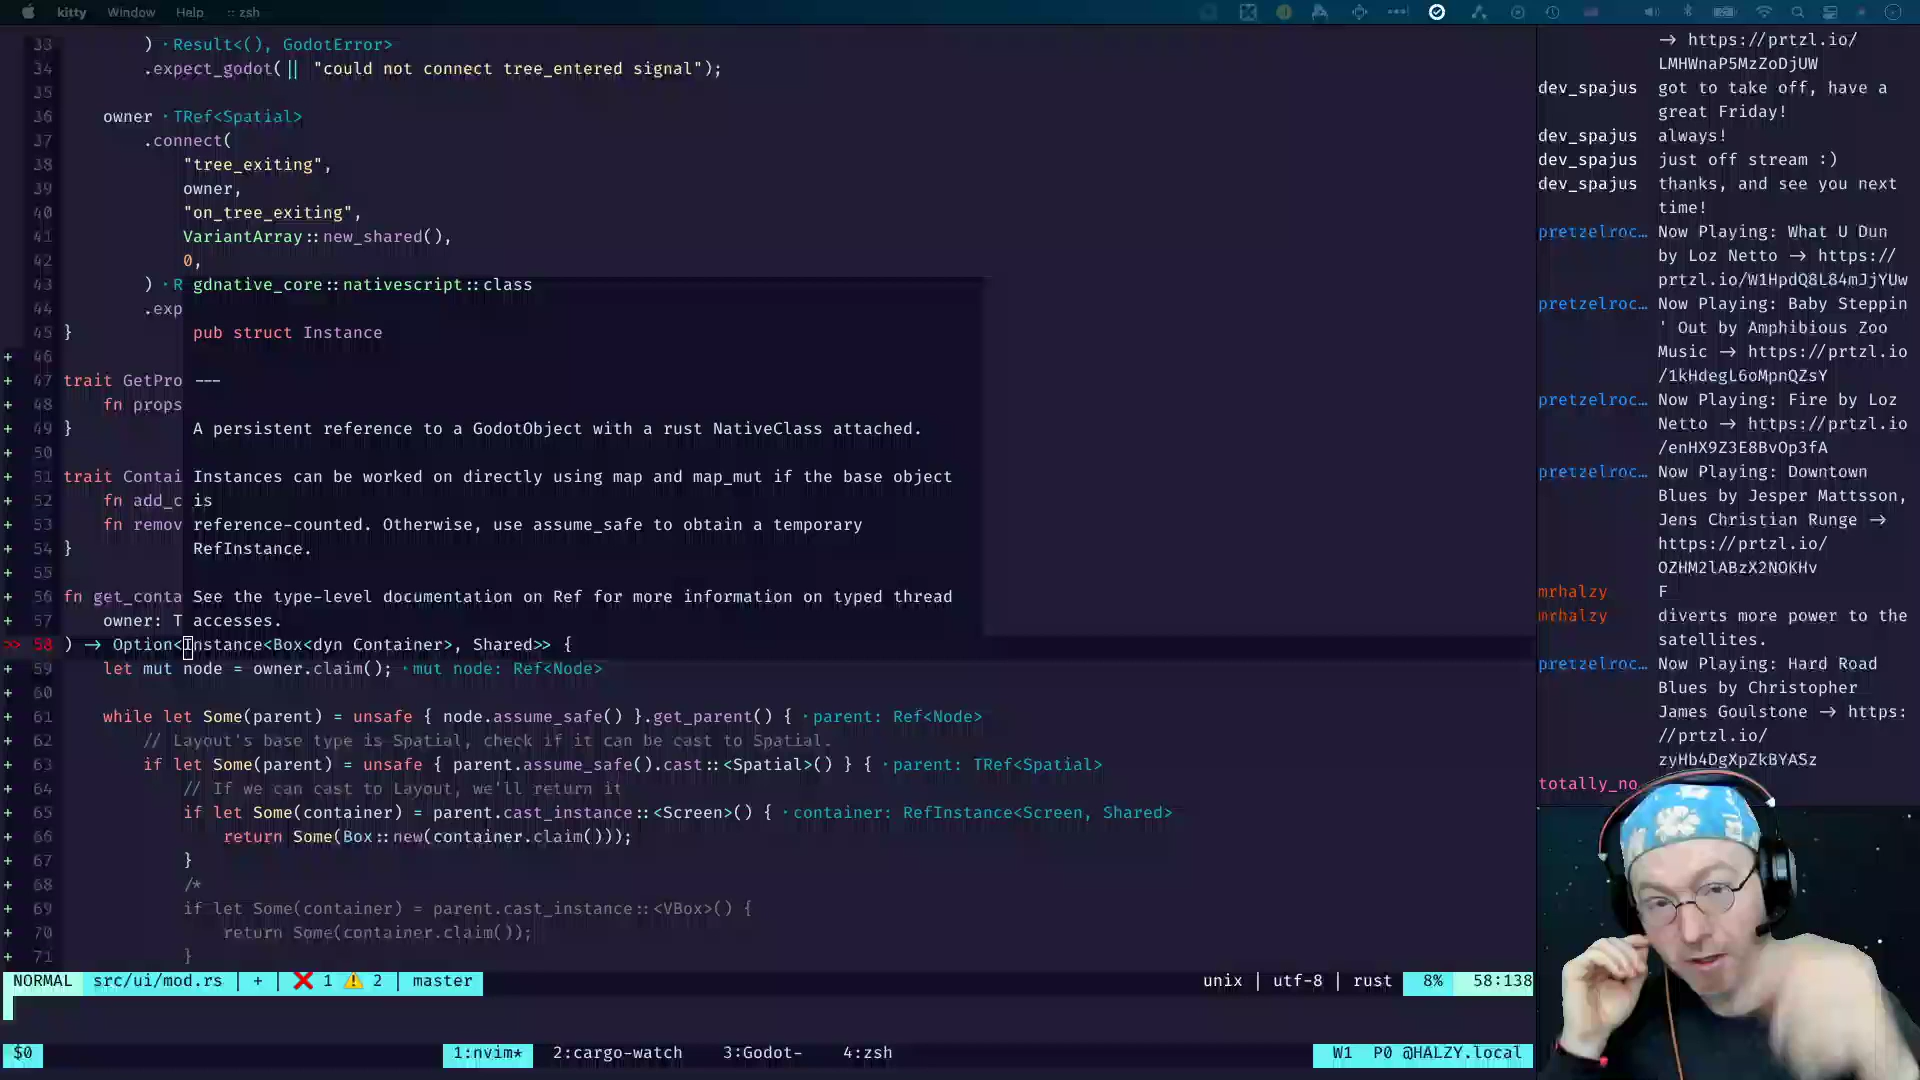 kitty Window Help :: zsh
33 ) · Result<(), GodotError>
34 .expect_godot( || "could not connect tree_entered signal");
35
36 owner · TRef<Spatial>
37 .connect(
38 "tree_exiting",
39 owner,
40 "on_tree_exiting",
41 VariantArray::new_shared(),
42 0,
43 ) · R gdnative_core::nativescript::class
44 .exp
45 } pub struct Instance
+ 46
+ 47 trait GetPro ---
+ 48 fn props
+ 49 } A persistent reference to a GodotObject with a rust NativeClass attached.
+ 50
+ 51 trait Contai Instances can be worked on directly using map and map_mut if the base object
+ 52 fn add_c is
+ 53 fn remov reference-counted. Otherwise, use assume_safe to obtain a temporary
+ 54 } RefInstance.
+ 55
+ 56 fn get_conta See the type-level documentation on Ref for more information on typed thread
+ 57 owner: T accesses.
>> 58 ) → Option<Instance<Box<dyn Container>, Shared>> {
+ 59 let mut node = owner.claim(); · mut node: Ref<Node>
+ 60
+ 61 while let Some(parent) = unsafe { node.assume_safe() }.get_parent() { · parent: Ref<Node>
+ 62 // Layout's base type is Spatial, check if it can be cast to Spatial.
+ 63 if let Some(parent) = unsafe { parent.assume_safe().cast::<Spatial>() } { · parent: TRef<Spatial>
+ 64 // If we can cast to Layout, we'll return it
+ 65 if let Some(container) = parent.cast_instance::<Screen>() { · container: RefInstance<Screen, Shared>
+ 66 return Some(Box::new(container.claim()));
+ 67 }
+ 68 /*
+ 69 if let Some(container) = parent.cast_instance::<VBox>() {
+ 70 return Some(container.claim());
+ 71 }
NORMAL src/ui/mod.rs | + | ❌ 1 ⚠ 2 | master unix | utf-8 | rust 8% 58:138
$0 1:nvim* 2:cargo-watch 3:Godot- 4:zsh W1 P0 @HALZY.local
→ https://prtzl.io/
LMHWnaP5MzZoDjUW
dev_spajus got to take off, have a
great Friday!
dev_spajus always!
dev_spajus just off stream :)
dev_spajus thanks, and see you next
time!
pretzelroc… Now Playing: What U Dun
by Loz Netto → https://
prtzl.io/W1HpdQ8L84mJjYUw
pretzelroc… Now Playing: Baby Steppin
' Out by Amphibious Zoo
Music → https://prtzl.io
/1kHdegL6oMpnQZsY
pretzelroc… Now Playing: Fire by Loz
Netto → https://prtzl.io
/enHX9Z3E8BvOp3fA
pretzelroc… Now Playing: Downtown
Blues by Jesper Mattsson,
Jens Christian Runge →
https://prtzl.io/
OZHM2lABzX2NOKHv
mrhalzy F
mrhalzy diverts more power to the
satellites.
pretzelroc… Now Playing: Hard Road
Blues by Christopher
James Goulstone → https:
//prtzl.io/
zyHb4DgXpZkBYASz
totally_no